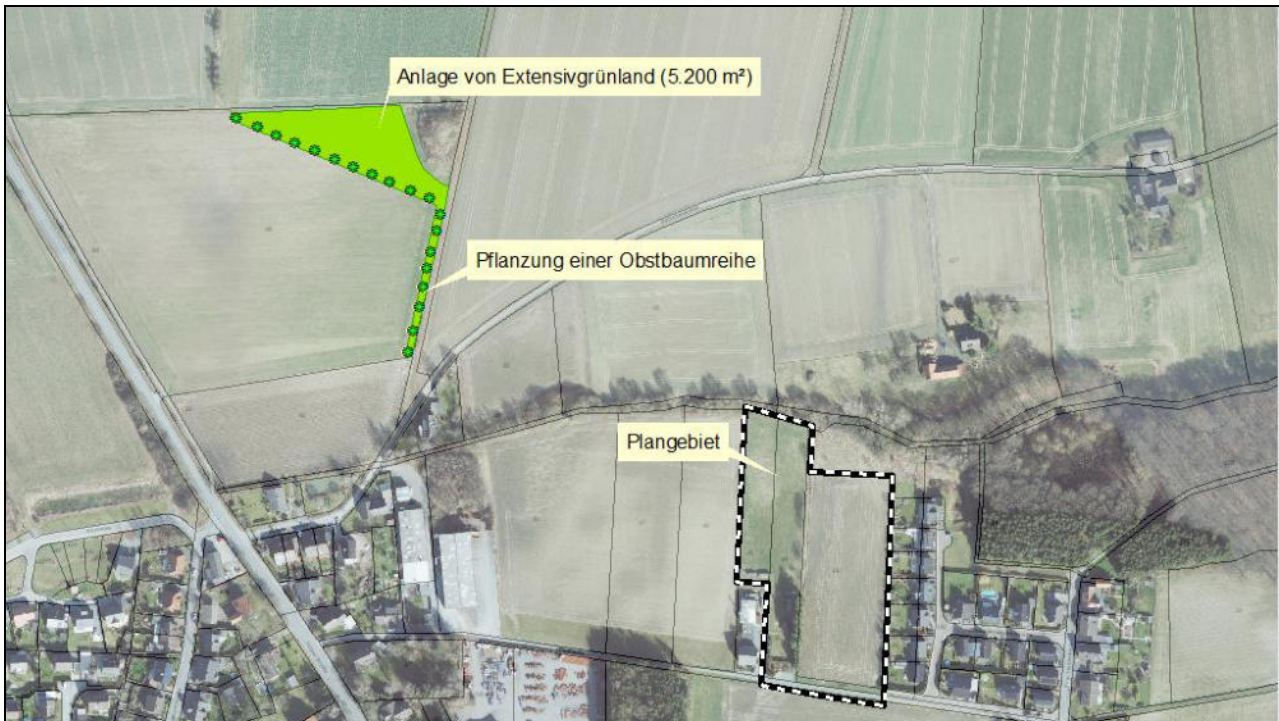 Anlage von Extensivgrünland (5.200 m²)
Pflanzung einer Obstbaumreihe
Plangebiet